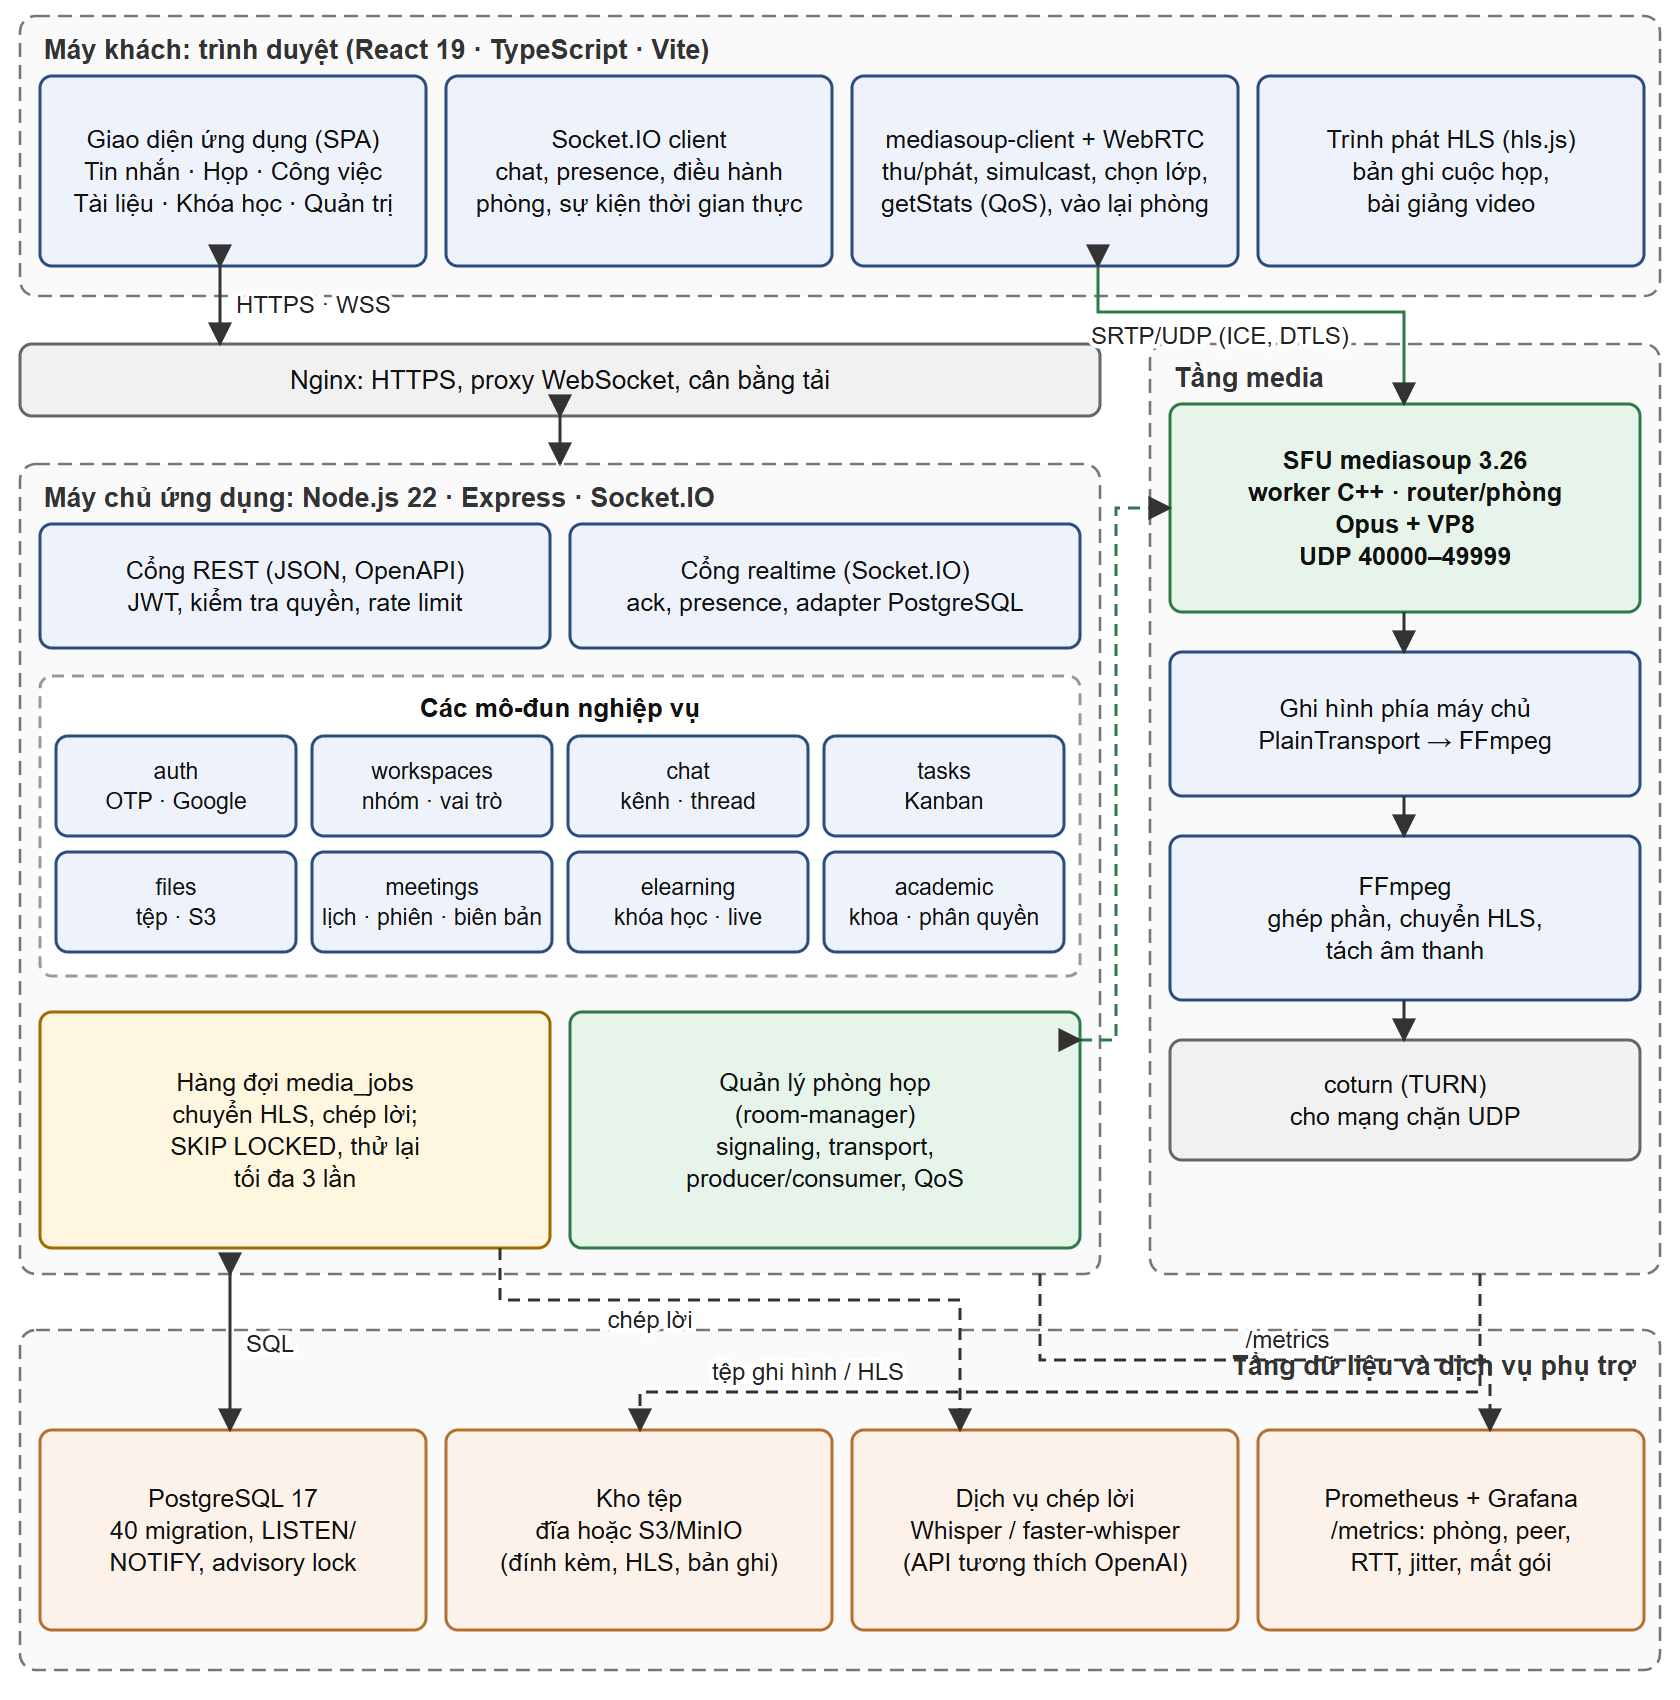 Máy khách: trình duyệt (React 19 · TypeScript · Vite)
Giao diện ứng dụng (SPA)
Tin nhắn · Họp · Công việc
Tài liệu · Khóa học · Quản trị
Socket.IO client
chat, presence, điều hành
phòng, sự kiện thời gian thực
mediasoup-client + WebRTC
thu/phát, simulcast, chọn lớp,
getStats (QoS), vào lại phòng
Trình phát HLS (hls.js)
bản ghi cuộc họp,
bài giảng video
HTTPS · WSS
SRTP/UDP (ICE, DTLS)
Nginx: HTTPS, proxy WebSocket, cân bằng tải
Tầng media
SFU mediasoup 3.26
worker C++ · router/phòng
Opus + VP8
UDP 40000–49999
Ghi hình phía máy chủ
PlainTransport → FFmpeg
FFmpeg
ghép phần, chuyển HLS,
tách âm thanh
coturn (TURN)
cho mạng chặn UDP
Máy chủ ứng dụng: Node.js 22 · Express · Socket.IO
Cổng REST (JSON, OpenAPI)
JWT, kiểm tra quyền, rate limit
Cổng realtime (Socket.IO)
ack, presence, adapter PostgreSQL
Các mô-đun nghiệp vụ
auth
OTP · Google
workspaces
nhóm · vai trò
chat
kênh · thread
tasks
Kanban
files
tệp · S3
meetings
lịch · phiên · biên bản
elearning
khóa học · live
academic
khoa · phân quyền
Hàng đợi media_jobs
chuyển HLS, chép lời;
SKIP LOCKED, thử lại
tối đa 3 lần
Quản lý phòng họp
(room-manager)
signaling, transport,
producer/consumer, QoS
chép lời
SQL
/metrics
Tầng dữ liệu và dịch vụ phụ trợ
tệp ghi hình / HLS
PostgreSQL 17
40 migration, LISTEN/
NOTIFY, advisory lock
Kho tệp
đĩa hoặc S3/MinIO
(đính kèm, HLS, bản ghi)
Dịch vụ chép lời
Whisper / faster-whisper
(API tương thích OpenAI)
Prometheus + Grafana
/metrics: phòng, peer,
RTT, jitter, mất gói